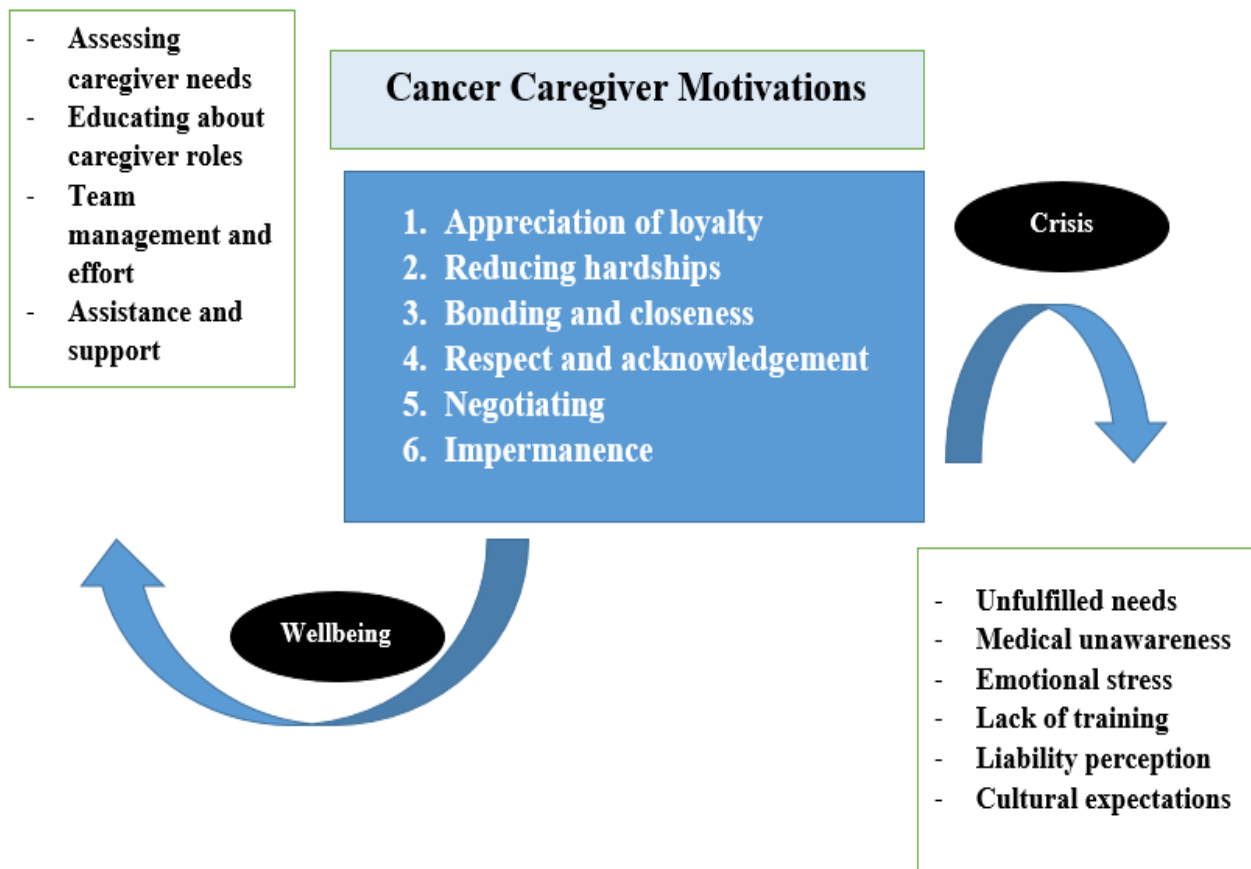 - Assessing
caregiver needs
- Educating about
caregiver roles
- Team
management and
effort
- Assistance and
support
Cancer Caregiver Motivations
1. Appreciation of loyalty
2. Reducing hardships
3. Bonding and closeness
4. Respect and acknowledgement
5. Negotiating
6. Impermanence
Crisis
Wellbeing
- Unfulfilled needs
- Medical unawareness
- Emotional stress
- Lack of training
- Liability perception
- Cultural expectations